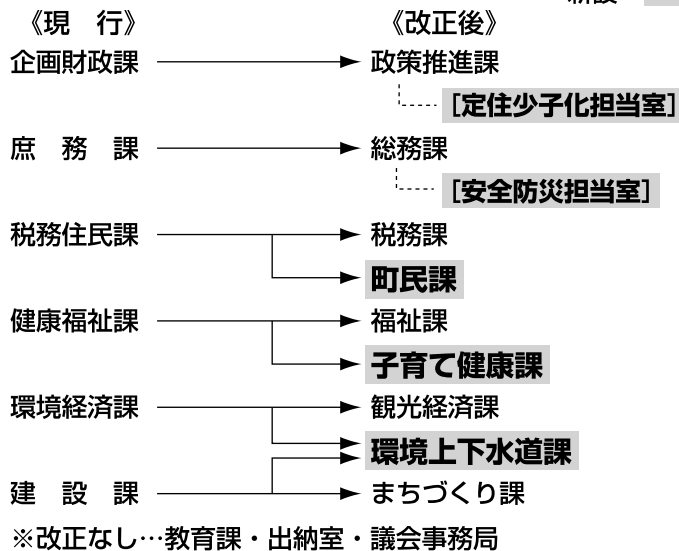 《現　行》　《改正後》
企画財政課　政策推進課
［定住少子化担当室］
庶　務　課　総務課
［安全防災担当室］
税務住民課　税務課
町民課
健康福祉課　福祉課
子育て健康課
環境経済課　観光経済課
環境上下水道課
建　設　課　まちづくり課
※改正なし…教育課・出納室・議会事務局